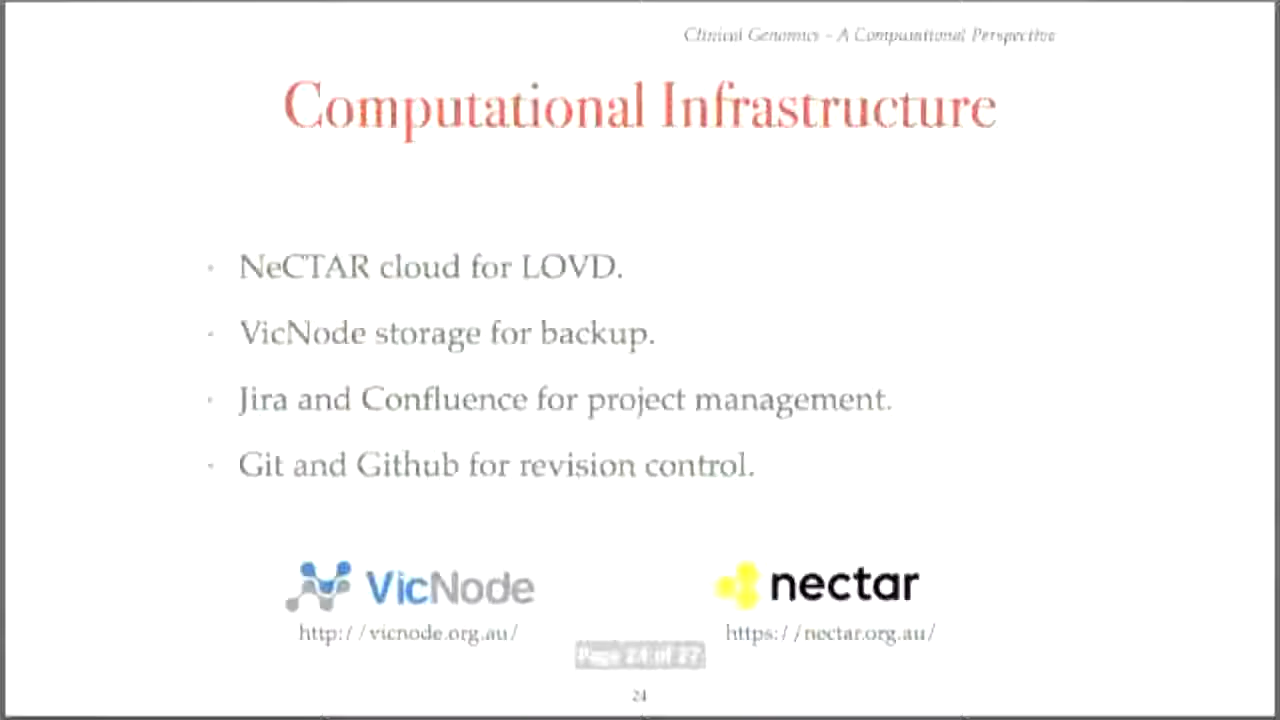 Clinical Genomics - A Computational Perspective
Computational Infrastructure
· NeCTAR cloud for LOVD.
· VicNode storage for backup.
· Jira and Confluence for project management.
· Git and Github for revision control.
VicNode
nectar
http://vicnode.org.au/
https://nectar.org.au/
Page 24 of 27
24